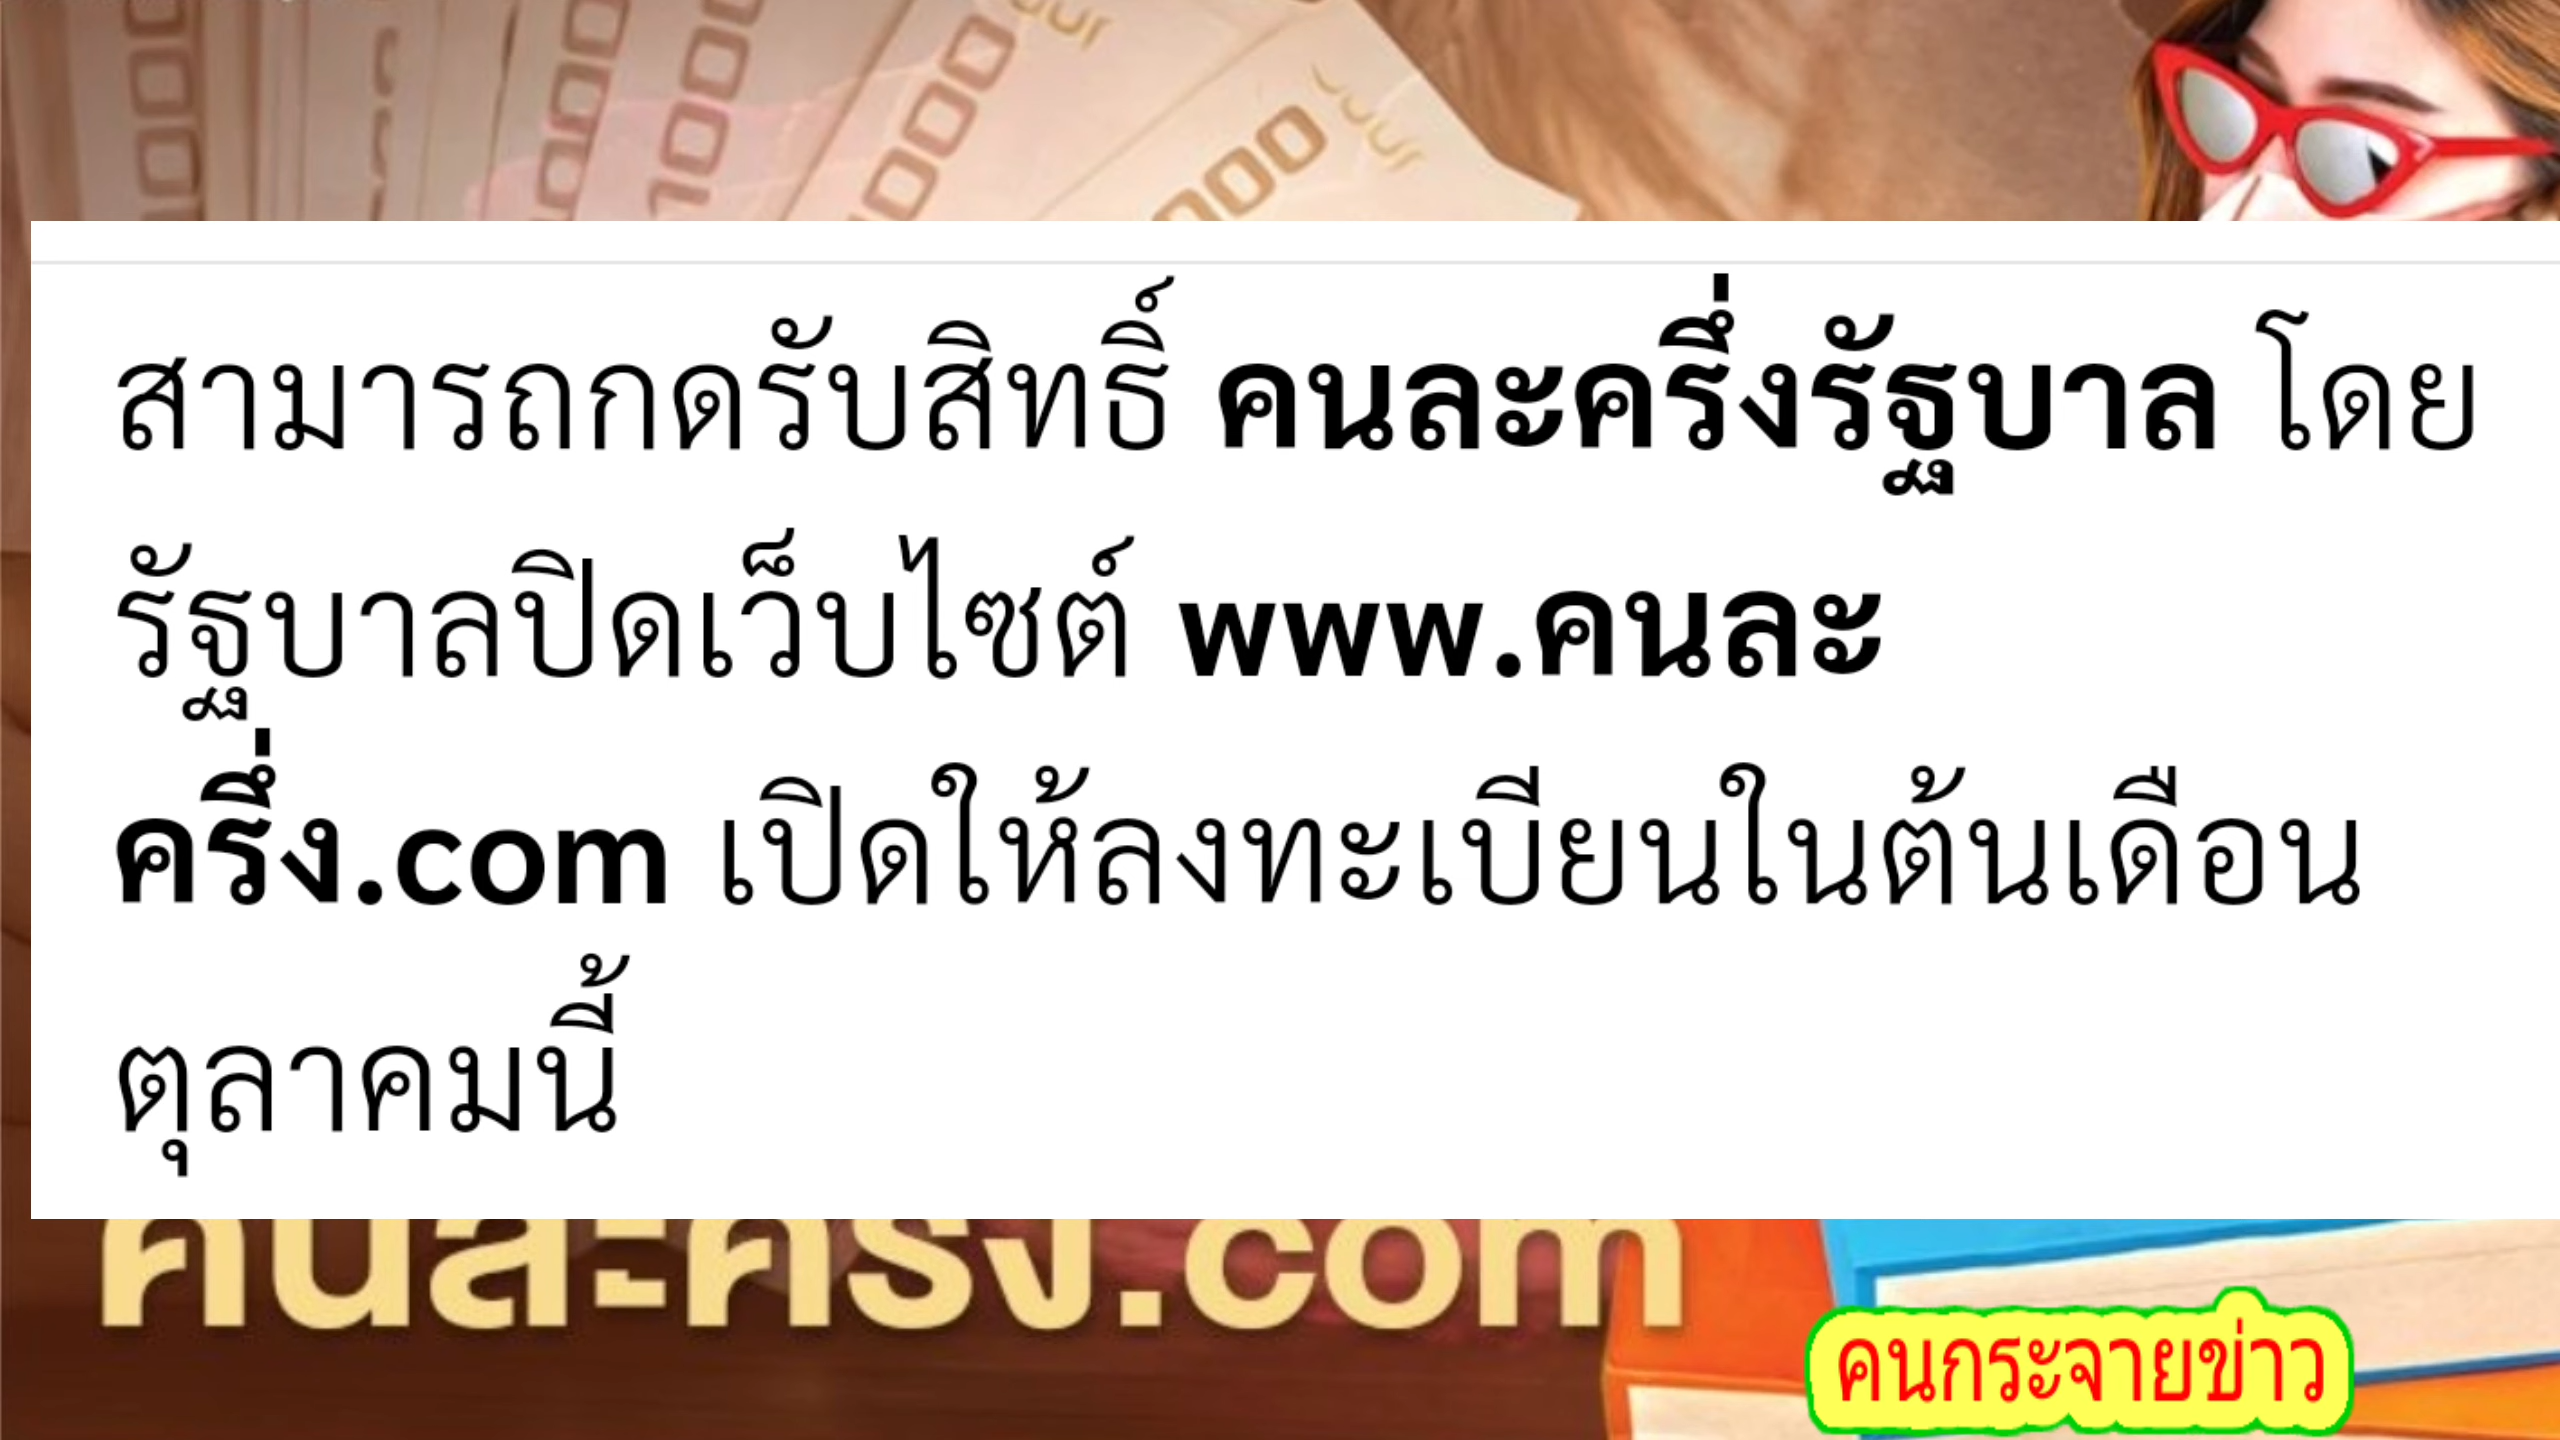 1000
1000
1000
สามารถกดรับสิทธิ์ คนละครึ่งรัฐบาล โดย
รัฐบาลปิดเว็บไซต์ www.คนละ
ครึ่ง.com เปิดให้ลงทะเบียนในต้นเดือน
ตุลาคมนี้
คนละครึ่ง.com
คนกระจายข่าว